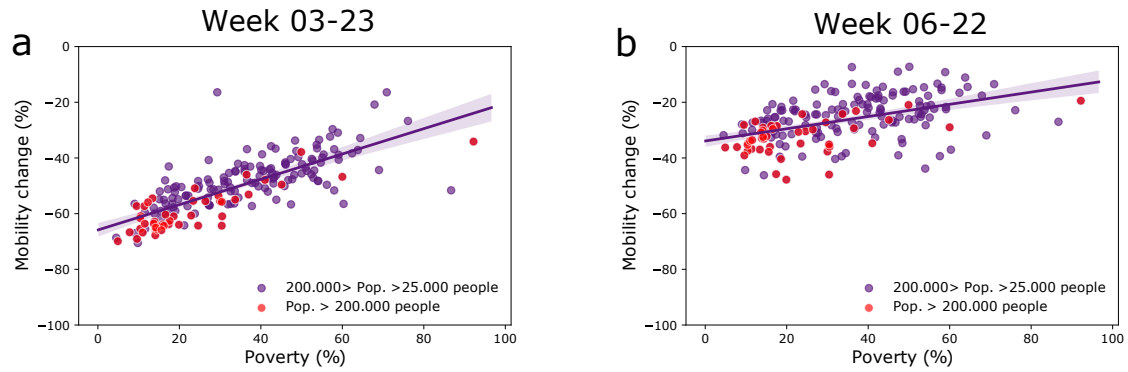 Week 03-23
a
0
−20
−40
−60
−80
−100
Mobility change (%)
200.000> Pop. >25.000 people
Pop. > 200.000 people
0 20 40 60 80 100
Poverty (%)
Week 06-22
b
0
−20
−40
−60
−80
−100
Mobility change (%)
200.000> Pop. >25.000 people
Pop. > 200.000 people
0 20 40 60 80 100
Poverty (%)